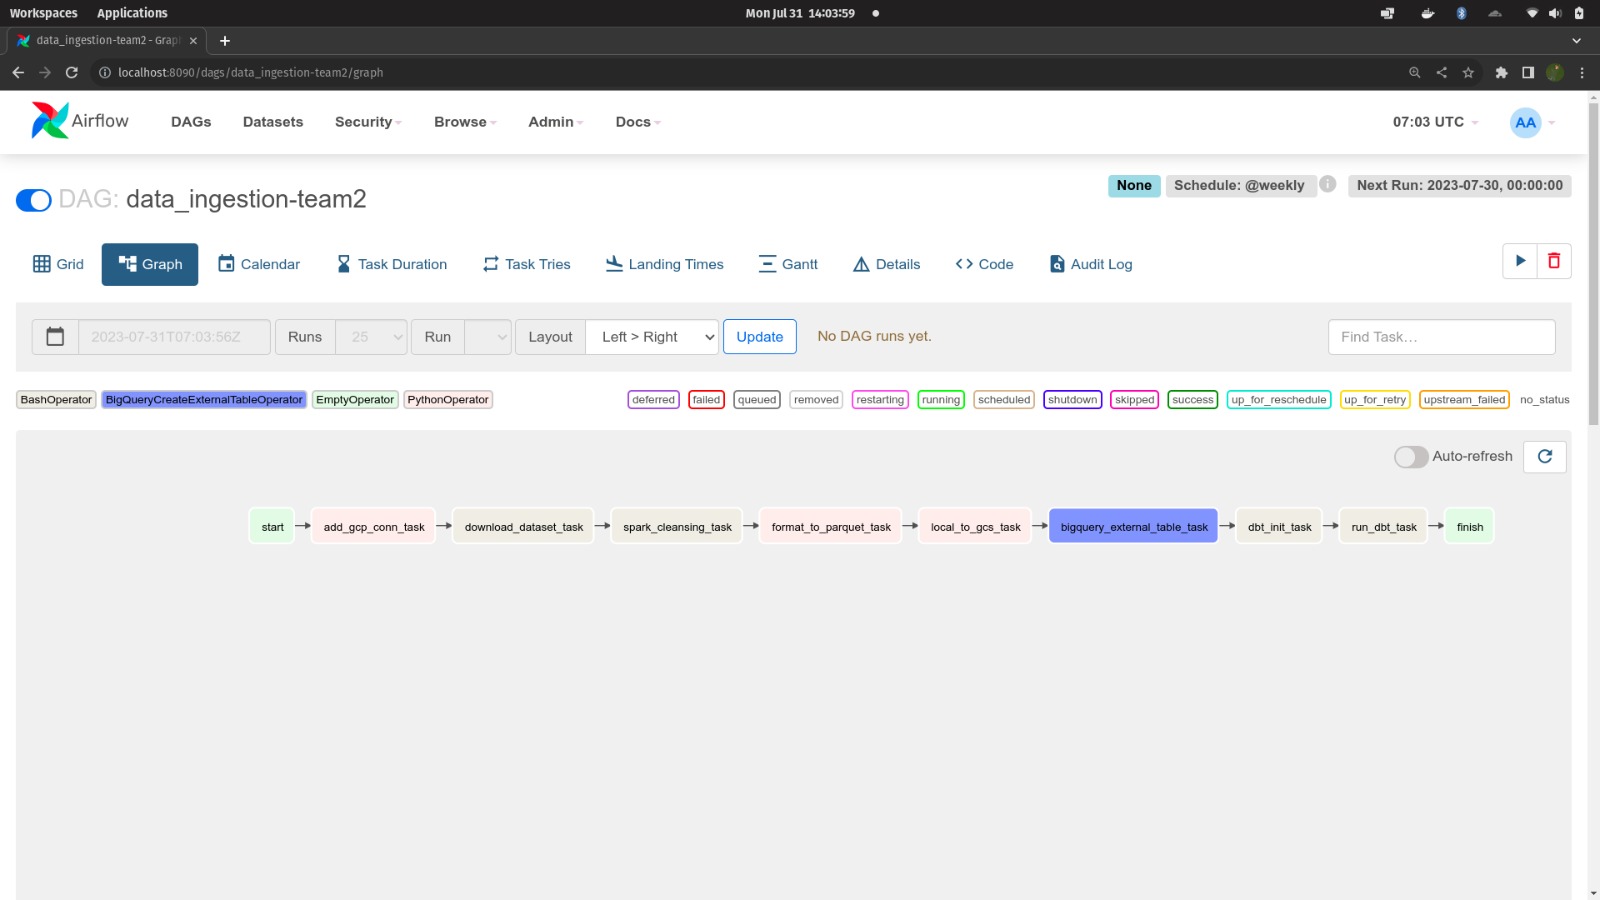 Workspaces Applications Mon Jul 31 14:03:59
data_ingestion-team2 - Grap
localhost:8090/dags/data_ingestion-team2/graph
Airflow DAGs Datasets Security Browse Admin Docs 07:03 UTC AA
DAG: data_ingestion-team2 None Schedule: @weekly i Next Run: 2023-07-30, 00:00:00
Grid Graph Calendar Task Duration Task Tries Landing Times Gantt Details Code Audit Log
2023-07-31T07:03:56Z Runs 25 Run Layout Left > Right Update No DAG runs yet. Find Task...
BashOperator BigQueryCreateExternalTableOperator EmptyOperator PythonOperator deferred failed queued removed restarting running scheduled shutdown skipped success up_for_reschedule up_for_retry upstream_failed no_status
Auto-refresh
start add_gcp_conn_task download_dataset_task spark_cleansing_task format_to_parquet_task local_to_gcs_task bigquery_external_table_task dbt_init_task run_dbt_task finish